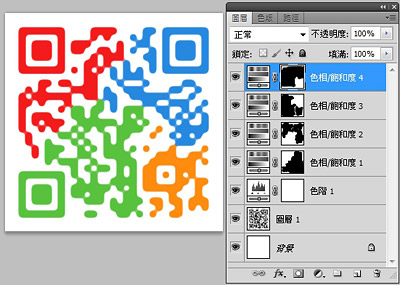 圖層 色版 路徑
正常 不透明度: 100%
鎖定: 填滿: 100%
色相/飽和度 4
色相/飽和度 3
色相/飽和度 2
色相/飽和度 1
色階 1
圖層 1
背景
fx.